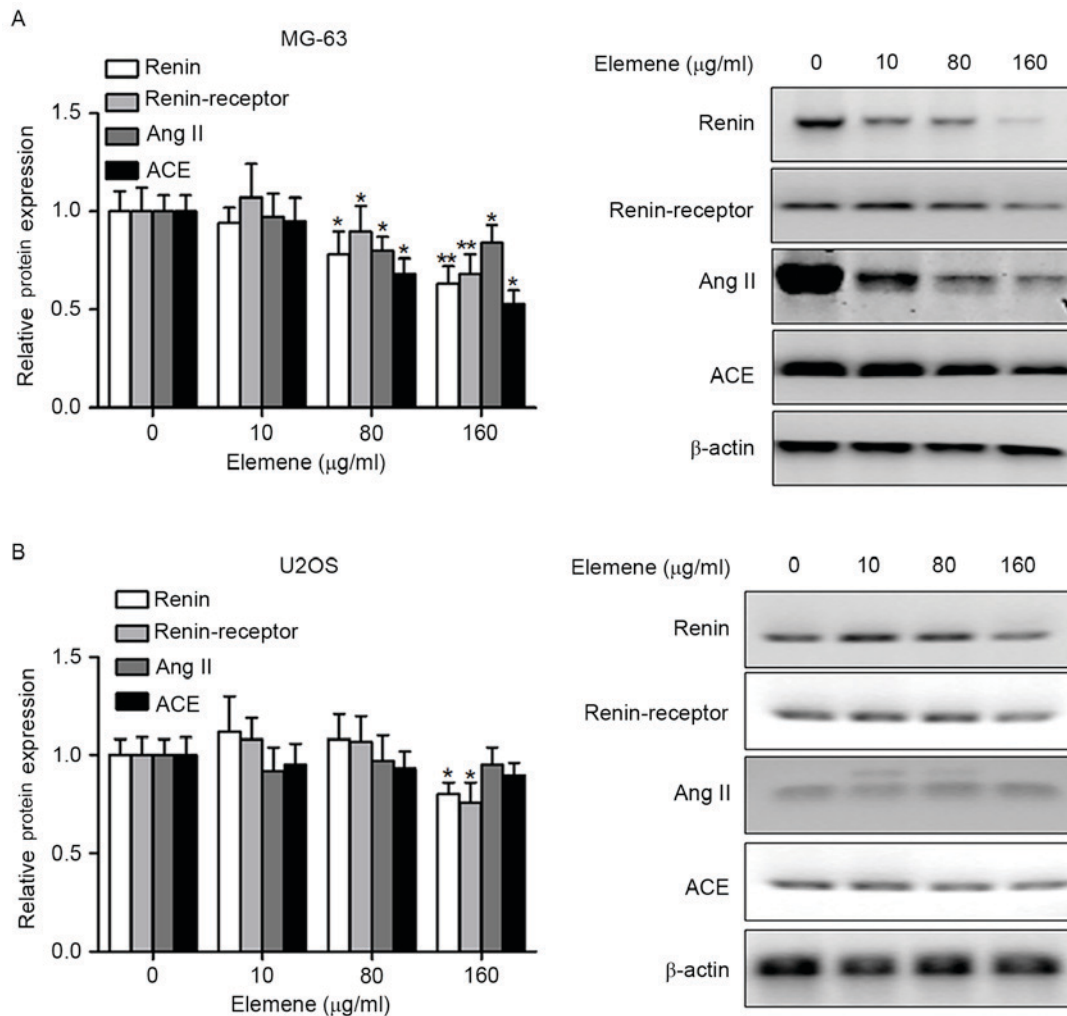 A
MG-63
Renin
Renin-receptor
Ang II
ACE
Relative protein expression
1.5
1.0
0.5
0.0
* * * *
** ** * *
0 10 80 160
Elemene (μg/ml)
Elemene (μg/ml) 0 10 80 160
Renin
Renin-receptor
Ang II
ACE
β-actin
B
U2OS
Renin
Renin-receptor
Ang II
ACE
Relative protein expression
1.5
1.0
0.5
0.0
* *
0 10 80 160
Elemene (μg/ml)
Elemene (μg/ml) 0 10 80 160
Renin
Renin-receptor
Ang II
ACE
β-actin